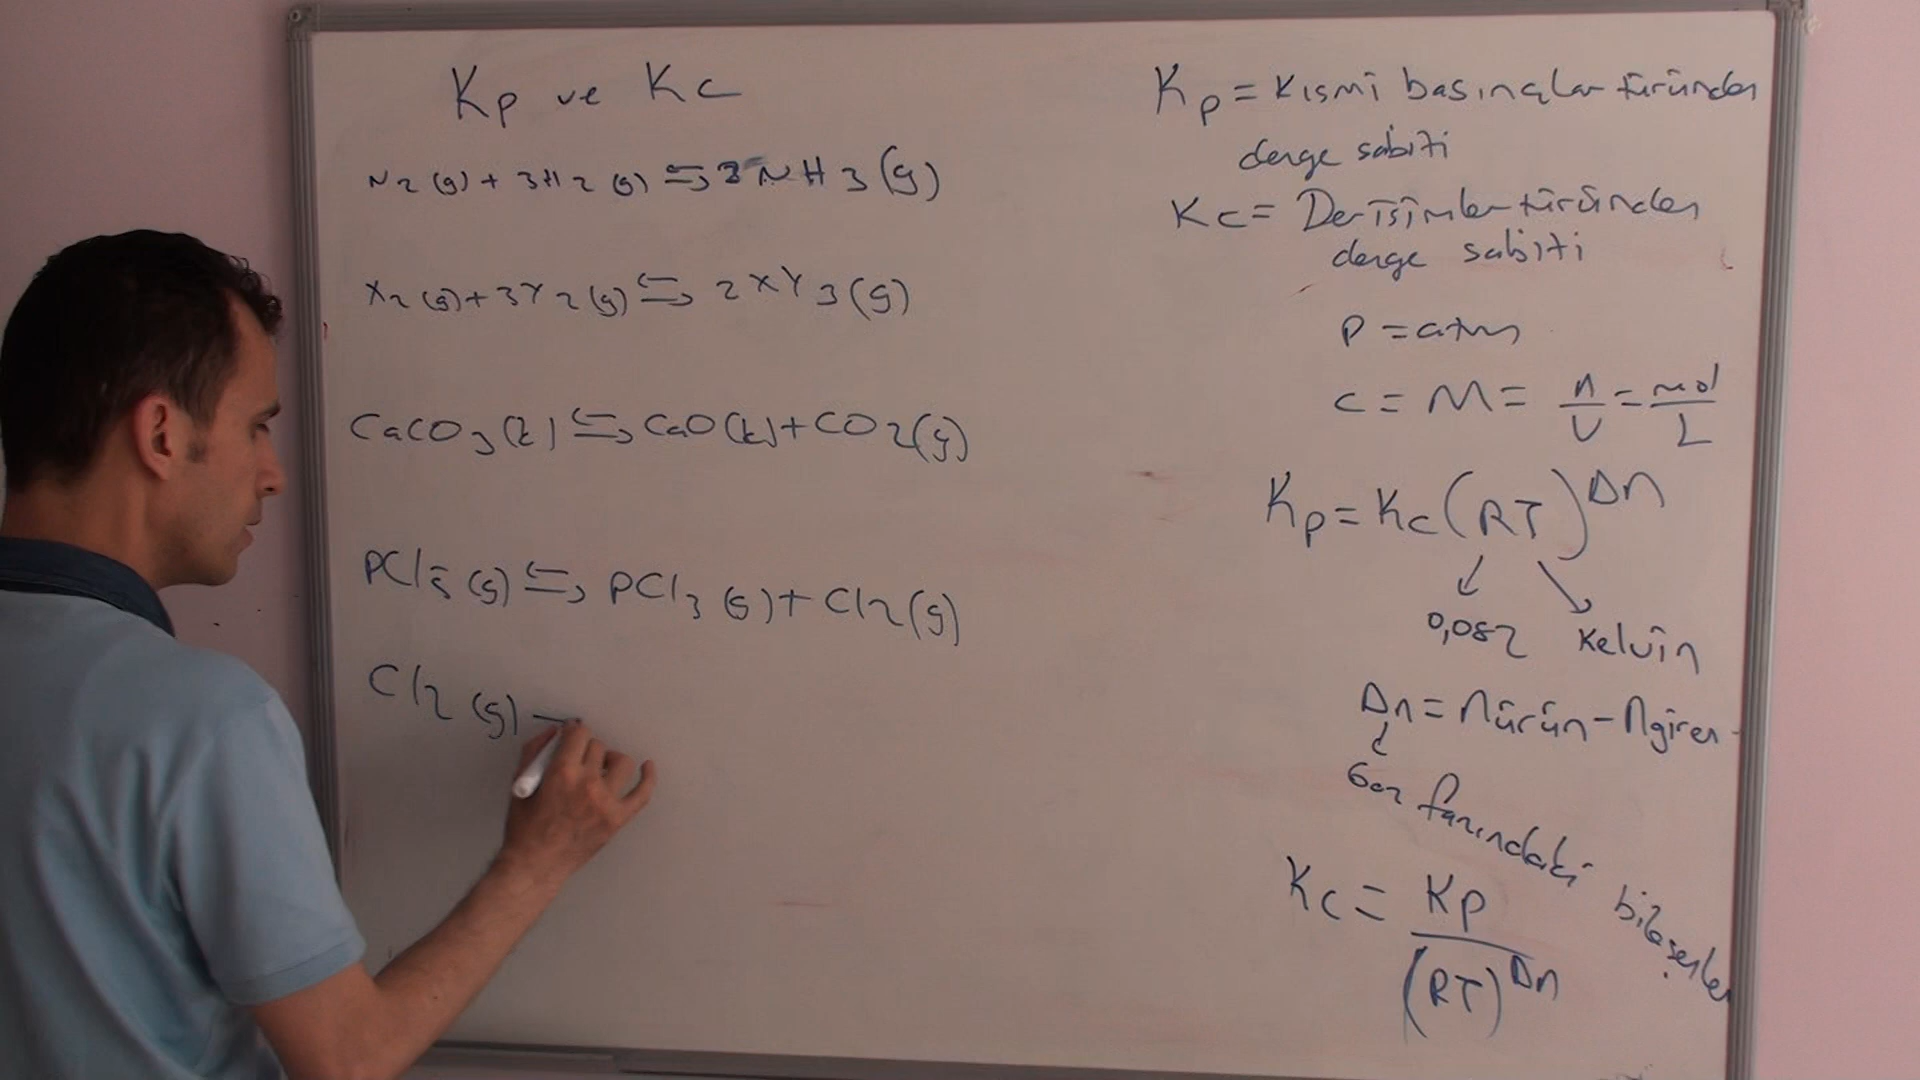 Kp ve Kc
N2 (g) + 3H2 (g) ⇌ 2NH3(g)
X2 (g) + 3Y2 (g) ⇌ 2XY3(g)
CaCO3(k) ⇌ CaO(k) + CO2(g)
PCl5 (g) ⇌ PCl3 (g) + Cl2(g)
Cl2 (g)
Kp = Kısmi basınçlar türünden
denge sabiti
Kc = Derişimler türünden
denge sabiti
P = atm
C = M = n/V = mol/L
Kp = Kc(RT)^Δn
0,082 Kelvin
Δn = nürün - ngiren
Gaz fazındaki bileşenler
Kc = Kp/(RT)^Δn